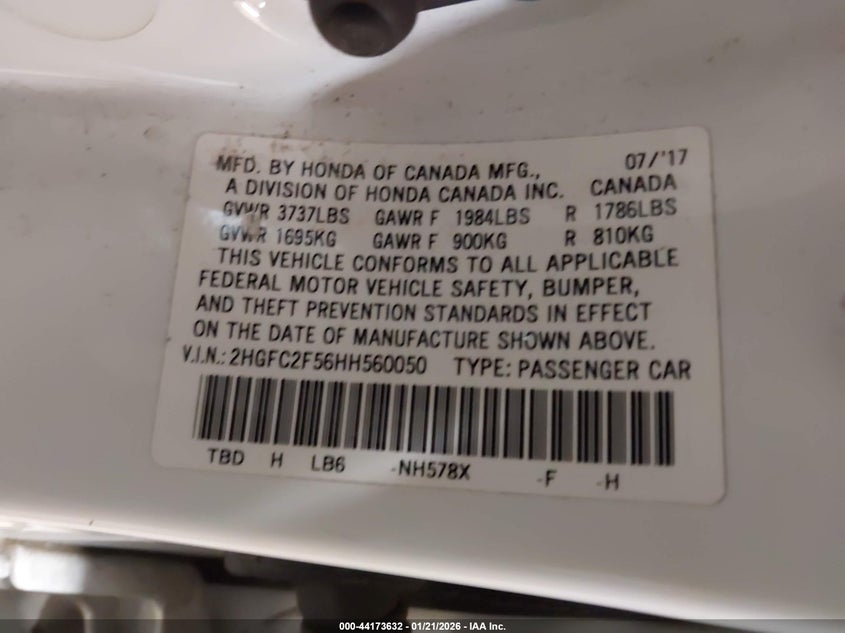 MFD. BY HONDA OF CANADA MFG., 07/'17
A DIVISION OF HONDA CANADA INC. CANADA
GVWR 3737LBS GAWR F 1984LBS R 1786LBS
GVWR 1695KG GAWR F 900KG R 810KG
THIS VEHICLE CONFORMS TO ALL APPLICABLE
FEDERAL MOTOR VEHICLE SAFETY, BUMPER,
AND THEFT PREVENTION STANDARDS IN EFFECT
ON THE DATE OF MANUFACTURE SHOWN ABOVE.
V.I.N.: 2HGFC2F56HH560050 TYPE: PASSENGER CAR
TBD H LB6 -NH578X -F -H
000-44173632 - 01/21/2026 - IAA Inc.